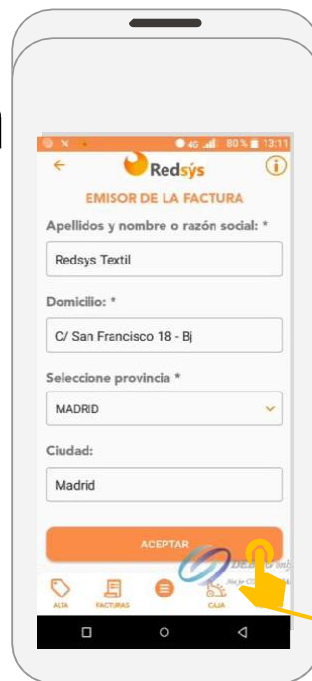 4G 80% 13:11
Redsys
i
EMISOR DE LA FACTURA
Apellidos y nombre o razón social: *
Redsys Textil
Domicilio: *
C/ San Francisco 18 - Bj
Seleccione provincia *
MADRID
Ciudad:
Madrid
ACEPTAR
ALTA FACTURAS CAJA